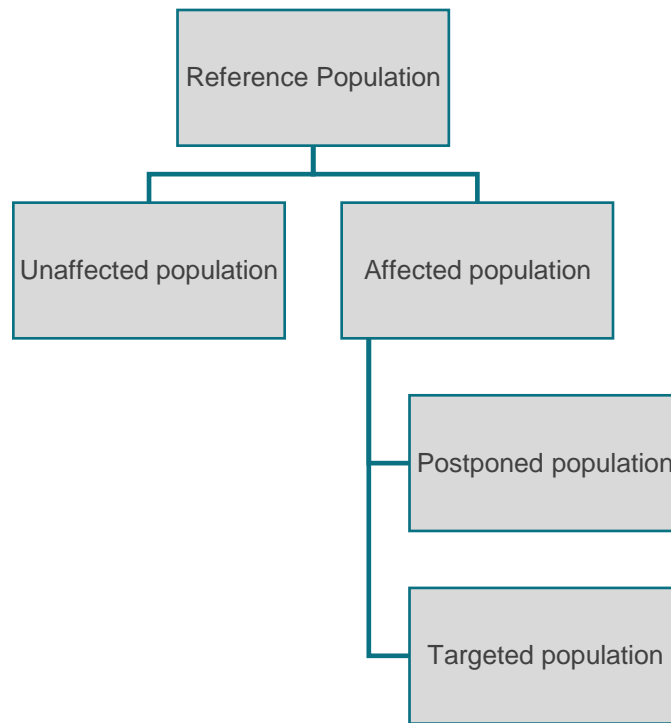 Reference Population
Unaffected population
Affected population
Postponed population
Targeted population